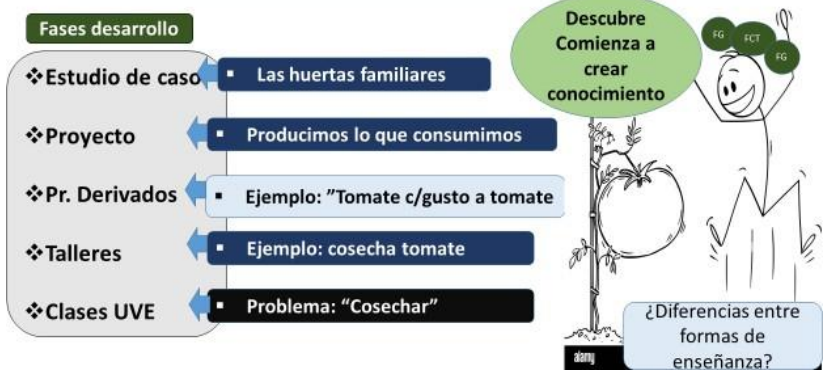 Fases desarrollo
❖Estudio de caso
▪ Las huertas familiares
❖Proyecto
▪ Producimos lo que consumimos
❖Pr. Derivados
▪ Ejemplo: "Tomate c/gusto a tomate
❖Talleres
▪ Ejemplo: cosecha tomate
❖Clases UVE
▪ Problema: "Cosechar"
Descubre
Comienza a
crear
conocimiento
FG
FCT
FG
¿Diferencias entre
formas de
enseñanza?
alamy